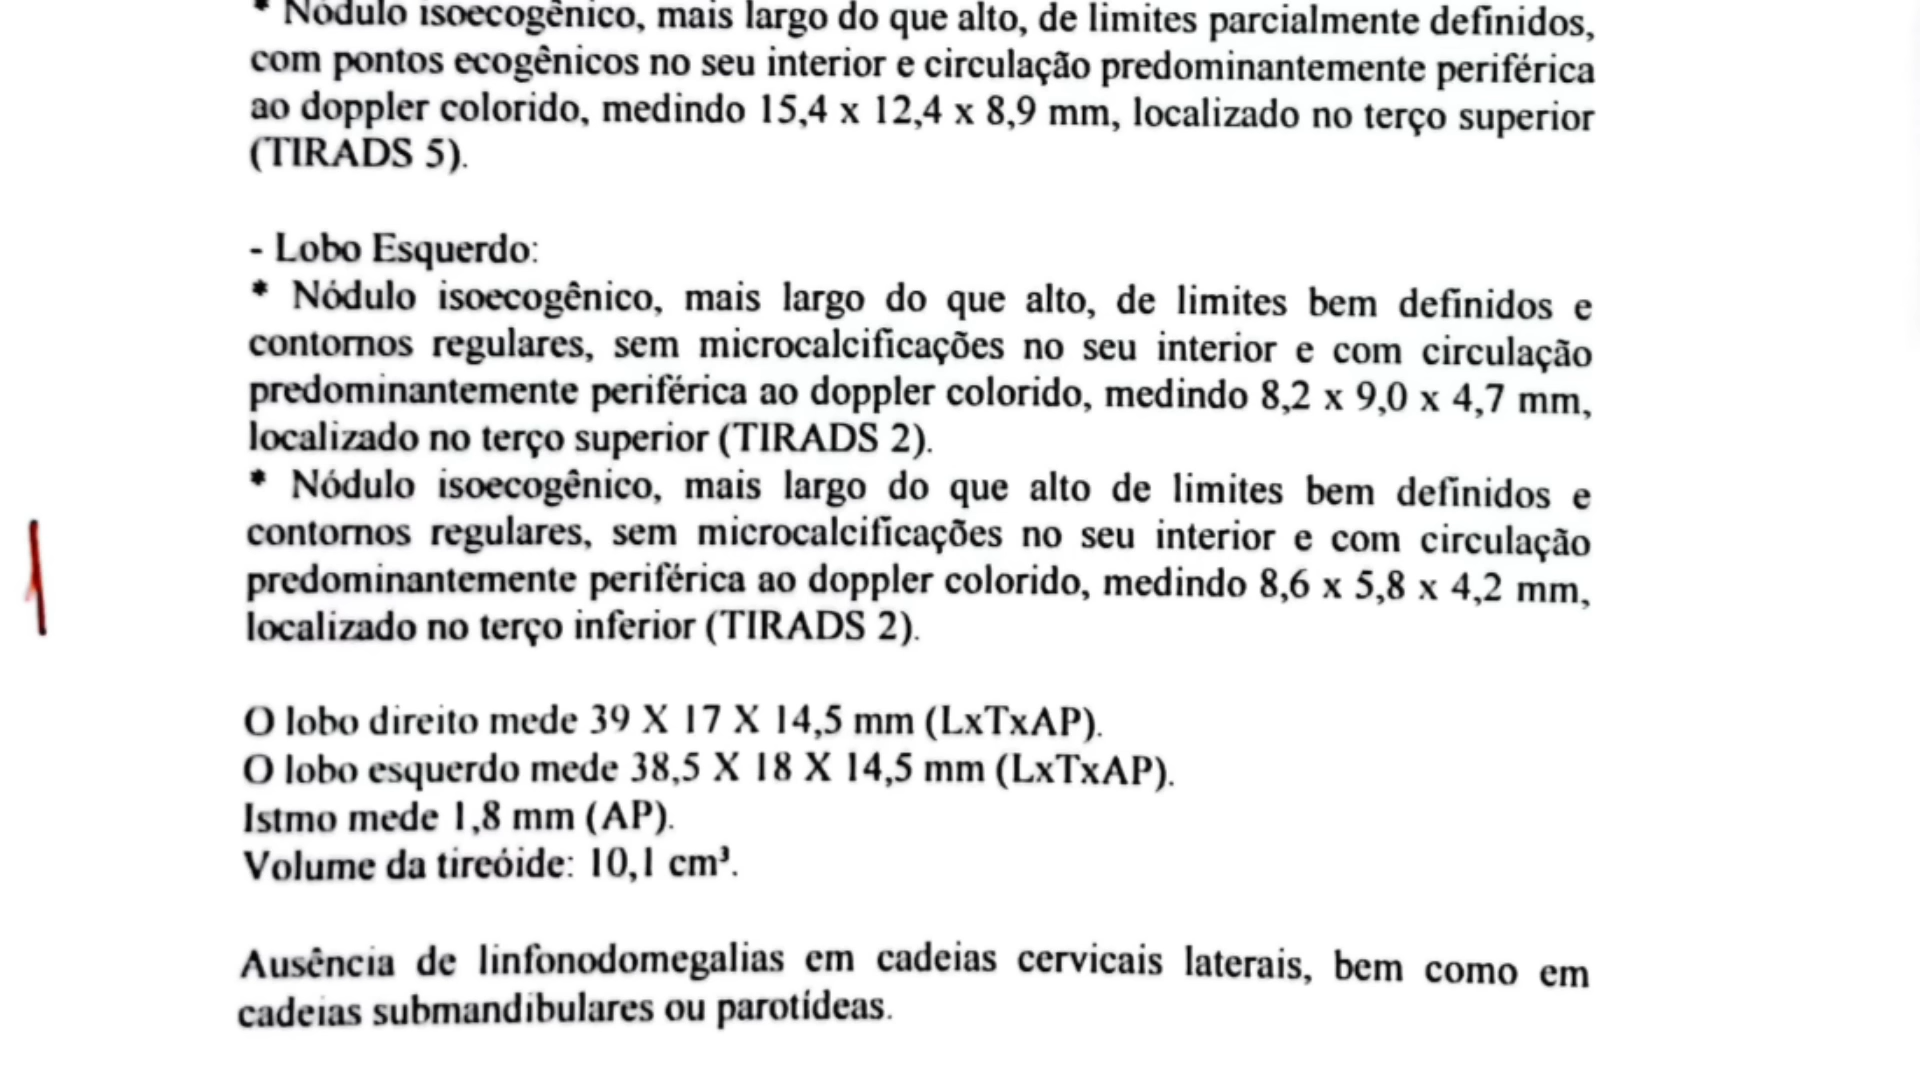 * Nódulo isoecogênico, mais largo do que alto, de limites parcialmente definidos,
com pontos ecogênicos no seu interior e circulação predominantemente periférica
ao doppler colorido, medindo 15,4 x 12,4 x 8,9 mm, localizado no terço superior
(TIRADS 5).
- Lobo Esquerdo:
* Nódulo isoecogênico, mais largo do que alto, de limites bem definidos e
contornos regulares, sem microcalcificações no seu interior e com circulação
predominantemente periférica ao doppler colorido, medindo 8,2 x 9,0 x 4,7 mm,
localizado no terço superior (TIRADS 2).
* Nódulo isoecogênico, mais largo do que alto de limites bem definidos e
contornos regulares, sem microcalcificações no seu interior e com circulação
predominantemente periférica ao doppler colorido, medindo 8,6 x 5,8 x 4,2 mm,
localizado no terço inferior (TIRADS 2).
O lobo direito mede 39 X 17 X 14,5 mm (LxTxAP).
O lobo esquerdo mede 38,5 X 18 X 14,5 mm (LxTxAP).
Istmo mede 1,8 mm (AP).
Volume da tireóide: 10,1 cm³.
Ausência de linfonodomegalias em cadeias cervicais laterais, bem como em
cadeias submandibulares ou parotídeas.